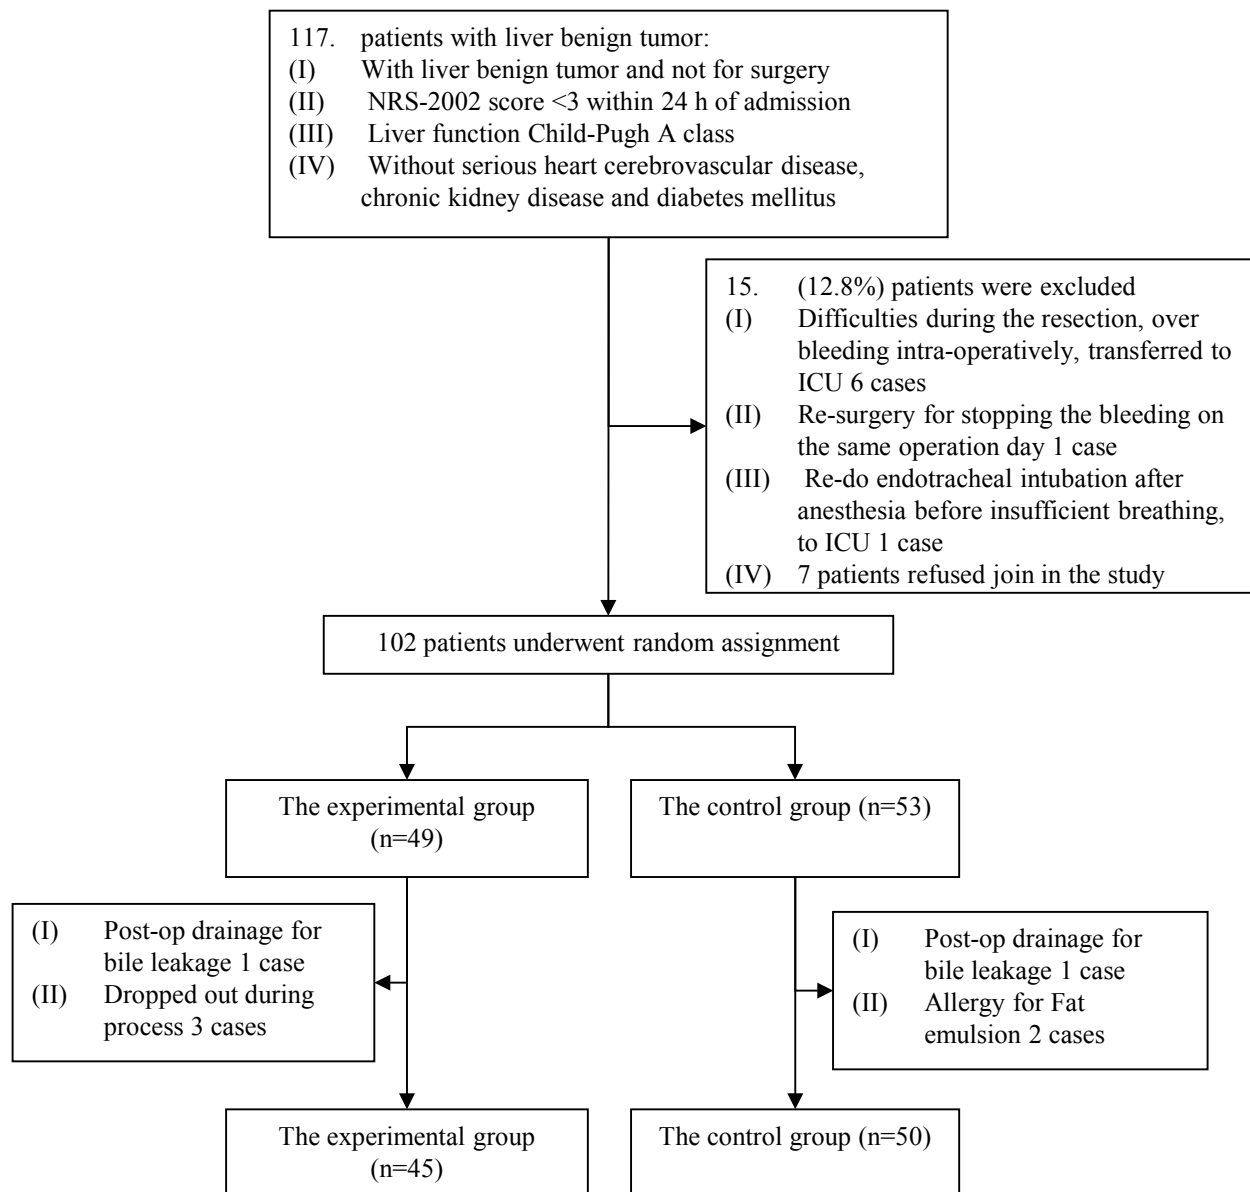 117. patients with liver benign tumor:
(I) With liver benign tumor and not for surgery
(II) NRS-2002 score <3 within 24 h of admission
(III) Liver function Child-Pugh A class
(IV) Without serious heart cerebrovascular disease,
chronic kidney disease and diabetes mellitus
15. (12.8%) patients were excluded
(I) Difficulties during the resection, over
bleeding intra-operatively, transferred to
ICU 6 cases
(II) Re-surgery for stopping the bleeding on
the same operation day 1 case
(III) Re-do endotracheal intubation after
anesthesia before insufficient breathing,
to ICU 1 case
(IV) 7 patients refused join in the study
102 patients underwent random assignment
The experimental group
(n=49)
The control group (n=53)
(I) Post-op drainage for
bile leakage 1 case
(II) Dropped out during
process 3 cases
(I) Post-op drainage for
bile leakage 1 case
(II) Allergy for Fat
emulsion 2 cases
The experimental group
(n=45)
The control group (n=50)